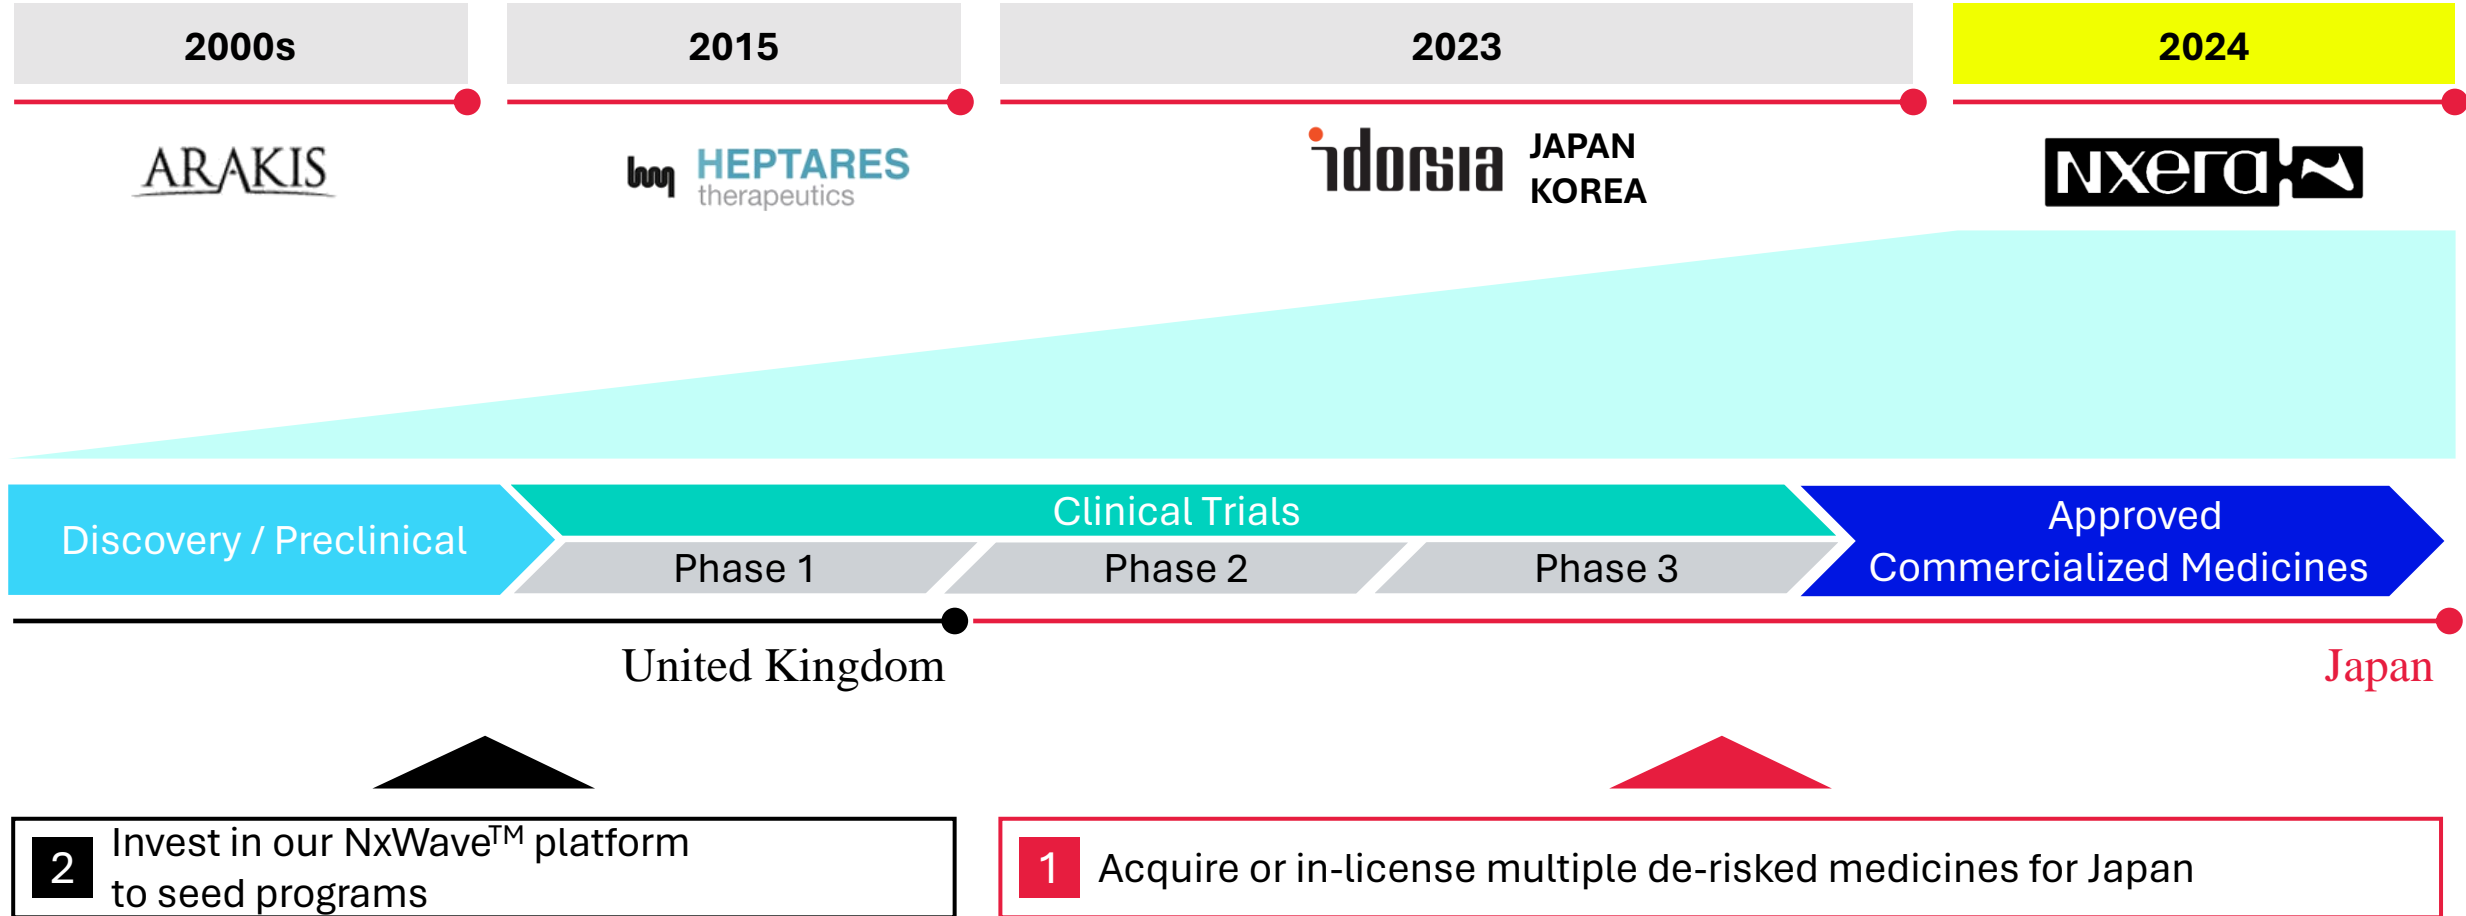 2000s
2015
2023
2024
ARAKIS
HEPTARES
therapeutics
idorsia
JAPAN
KOREA
NXera
Discovery / Preclinical
Clinical Trials
Phase 1
Phase 2
Phase 3
Approved
Commercialized Medicines
United Kingdom
Japan
2
Invest in our NxWave™ platform
to seed programs
1
Acquire or in-license multiple de-risked medicines for Japan